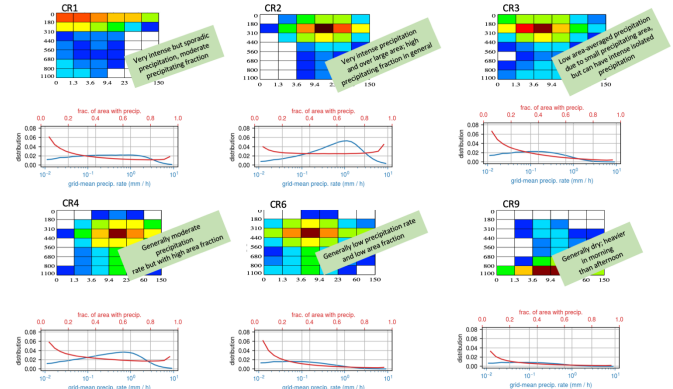 CR1
CR2
CR3
0
180
310
440
560
680
800
1100
0 1.3 3.6 9.4 23 150
Very intense but sporadic
precipitation, moderate
precipitating fraction
0
180
310
440
560
680
800
1100
0 1.3 3.6 9.4 150
Very intense precipitation
and over large area; high
precipitating fraction in general
0
180
310
440
560
680
800
1100
0 1.3 3.6 9.4 150
Low area-averaged precipitation
due to small precipitating area,
but can have intense isolated
precipitation
frac. of area with precip.
0.0 0.2 0.4 0.6 0.8 1.0
distribution
0.08
0.06
0.04
0.02
0.00
10⁻² 10⁻¹ 10⁰ 10¹
grid-mean precip. rate (mm / h)
frac. of area with precip.
0.0 0.2 0.4 0.6 0.8 1.0
distribution
0.08
0.06
0.04
0.02
0.00
10⁻² 10⁻¹ 10⁰ 10¹
grid-mean precip. rate (mm / h)
frac. of area with precip.
0.0 0.2 0.4 0.6 0.8 1.0
distribution
0.08
0.06
0.04
0.02
0.00
10⁻² 10⁻¹ 10⁰ 10¹
grid-mean precip. rate (mm / h)
CR4
CR6
CR9
0
180
310
440
560
680
800
1100
0 1.3 3.6 9.4 23 60 150
Generally moderate
precipitation
rate but with high area fraction
0
180
310
440
560
680
800
1100
0 1.3 3.6 9.4 23 60 150
Generally low precipitation rate
and low area fraction
0
180
310
440
560
680
800
1100
0 1.3 3.6 9.4 60 150
Generally dry; heavier
in morning
than afternoon
frac. of area with precip.
0.0 0.2 0.4 0.6 0.8 1.0
distribution
0.08
0.06
0.04
0.02
0.00
10⁻² 10⁻¹ 10⁰ 10¹
grid-mean precip. rate (mm / h)
frac. of area with precip.
0.0 0.2 0.4 0.6 0.8 1.0
distribution
0.08
0.06
0.04
0.02
0.00
10⁻² 10⁻¹ 10⁰ 10¹
grid-mean precip. rate (mm / h)
frac. of area with precip.
0.0 0.2 0.4 0.6 0.8 1.0
distribution
0.08
0.06
0.04
0.02
0.00
10⁻² 10⁻¹ 10⁰ 10¹
grid-mean precip. rate (mm / h)